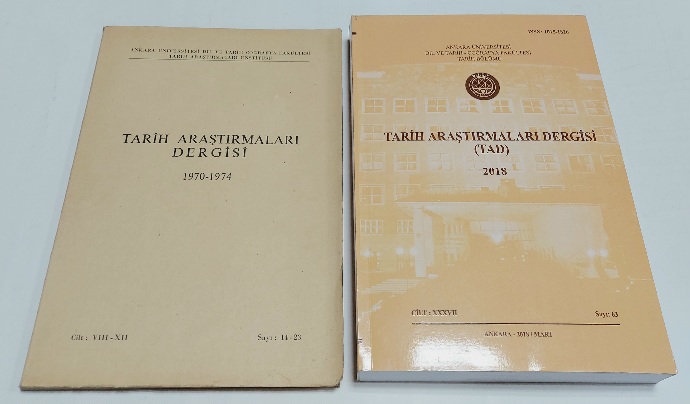 ANKARA ÜNİVERSİTESİ DİL VE TARİH-COĞRAFYA FAKÜLTESİ
TARİH ARAŞTIRMALARI ENSTİTÜSÜ
TARİH ARAŞTIRMALARI
DERGİSİ
1970-1974
Cilt: VIII-XII
Sayı: 14-23
ANKARA ÜNİVERSİTESİ
DİL VE TARİH - COĞRAFYA FAKÜLTESİ
TARİH BÖLÜMÜ
TARİH ARAŞTIRMALARI DERGİSİ
(TAD)
2018
CİLT: XXXVII
Sayı: 63
ANKARA - 2018 / MART